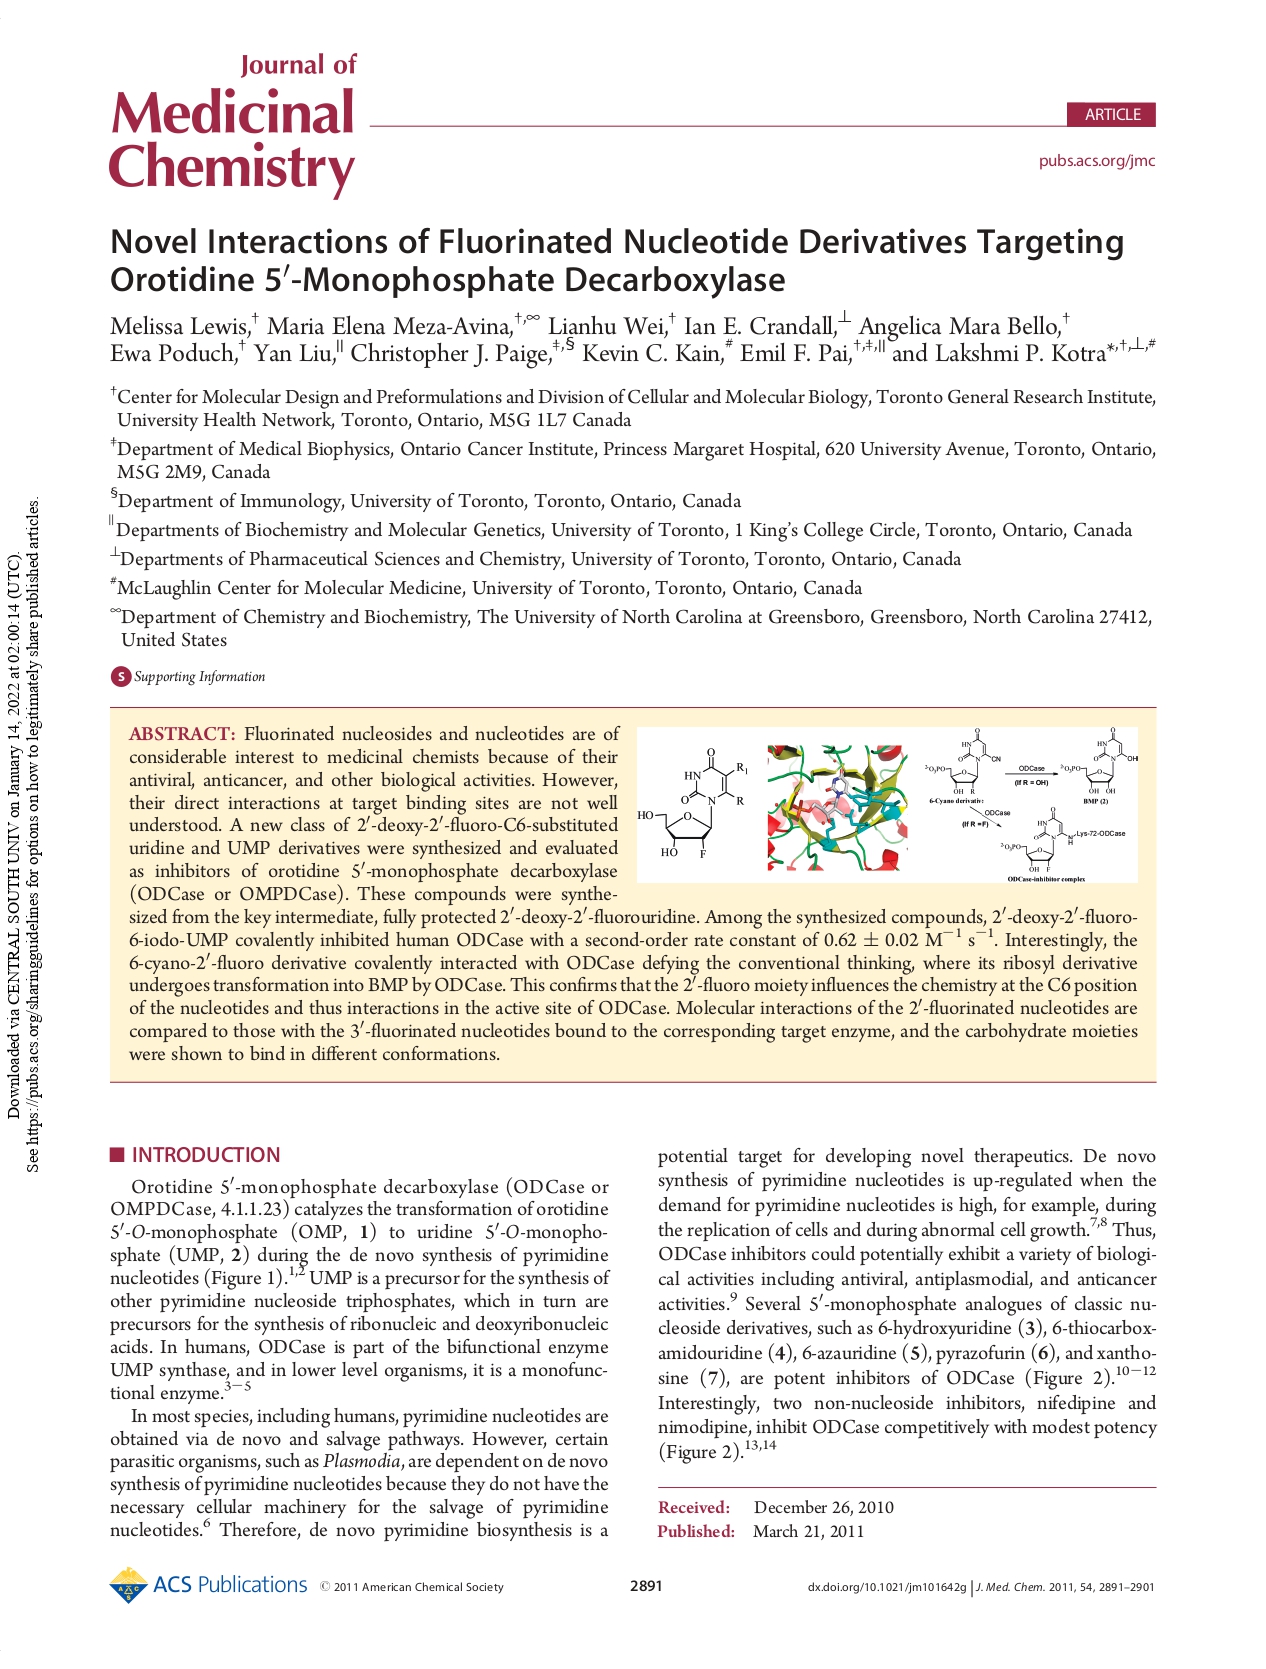 Journal of
Medicinal
Chemistry
ARTICLE
pubs.acs.org/jmc
Novel Interactions of Fluorinated Nucleotide Derivatives Targeting
Orotidine 5′-Monophosphate Decarboxylase
Melissa Lewis,† Maria Elena Meza-Avina,†,∞ Lianhu Wei,† Ian E. Crandall,⊥ Angelica Mara Bello,†
Ewa Poduch,† Yan Liu,∥ Christopher J. Paige,‡,§ Kevin C. Kain,# Emil F. Pai,†,‡,∥ and Lakshmi P. Kotra*,†,⊥,#
†Center for Molecular Design and Preformulations and Division of Cellular and Molecular Biology, Toronto General Research Institute,
University Health Network, Toronto, Ontario, M5G 1L7 Canada
‡Department of Medical Biophysics, Ontario Cancer Institute, Princess Margaret Hospital, 620 University Avenue, Toronto, Ontario,
M5G 2M9, Canada
§Department of Immunology, University of Toronto, Toronto, Ontario, Canada
∥Departments of Biochemistry and Molecular Genetics, University of Toronto, 1 King's College Circle, Toronto, Ontario, Canada
⊥Departments of Pharmaceutical Sciences and Chemistry, University of Toronto, Toronto, Ontario, Canada
#McLaughlin Center for Molecular Medicine, University of Toronto, Toronto, Ontario, Canada
∞Department of Chemistry and Biochemistry, The University of North Carolina at Greensboro, Greensboro, North Carolina 27412,
United States
S Supporting Information
ABSTRACT: Fluorinated nucleosides and nucleotides are of
considerable interest to medicinal chemists because of their
antiviral, anticancer, and other biological activities. However,
their direct interactions at target binding sites are not well
understood. A new class of 2′-deoxy-2′-fluoro-C6-substituted
uridine and UMP derivatives were synthesized and evaluated
as inhibitors of orotidine 5′-monophosphate decarboxylase
(ODCase or OMPDCase). These compounds were synthe-
sized from the key intermediate, fully protected 2′-deoxy-2′-fluorouridine. Among the synthesized compounds, 2′-deoxy-2′-fluoro-
6-iodo-UMP covalently inhibited human ODCase with a second-order rate constant of 0.62 ± 0.02 M−1 s−1. Interestingly, the
6-cyano-2′-fluoro derivative covalently interacted with ODCase defying the conventional thinking, where its ribosyl derivative
undergoes transformation into BMP by ODCase. This confirms that the 2′-fluoro moiety influences the chemistry at the C6 position
of the nucleotides and thus interactions in the active site of ODCase. Molecular interactions of the 2′-fluorinated nucleotides are
compared to those with the 3′-fluorinated nucleotides bound to the corresponding target enzyme, and the carbohydrate moieties
were shown to bind in different conformations.
O
HN
R1
O
N
R
HO
O
HO
F
O
HN
O
N
CN
2-O3PO
O
OH R
6-Cyano derivative
ODCase
(If R = OH)
O
HN
O
N
OH
2-O3PO
O
OH OH
BMP (2)
ODCase
(If R =F)
O
HN
O
N
N
H
Lys-72-ODCase
2-O3PO
O
OH F
ODCase-inhibitor complex
INTRODUCTION
Orotidine 5′-monophosphate decarboxylase (ODCase or
OMPDCase, 4.1.1.23) catalyzes the transformation of orotidine
5′-O-monophosphate (OMP, 1) to uridine 5′-O-monopho-
sphate (UMP, 2) during the de novo synthesis of pyrimidine
nucleotides (Figure 1).1,2 UMP is a precursor for the synthesis of
other pyrimidine nucleoside triphosphates, which in turn are
precursors for the synthesis of ribonucleic and deoxyribonucleic
acids. In humans, ODCase is part of the bifunctional enzyme
UMP synthase, and in lower level organisms, it is a monofunc-
tional enzyme.3−5
In most species, including humans, pyrimidine nucleotides are
obtained via de novo and salvage pathways. However, certain
parasitic organisms, such as Plasmodia, are dependent on de novo
synthesis of pyrimidine nucleotides because they do not have the
necessary cellular machinery for the salvage of pyrimidine
nucleotides.6 Therefore, de novo pyrimidine biosynthesis is a
potential target for developing novel therapeutics. De novo
synthesis of pyrimidine nucleotides is up-regulated when the
demand for pyrimidine nucleotides is high, for example, during
the replication of cells and during abnormal cell growth.7,8 Thus,
ODCase inhibitors could potentially exhibit a variety of biologi-
cal activities including antiviral, antiplasmodial, and anticancer
activities.9 Several 5′-monophosphate analogues of classic nu-
cleoside derivatives, such as 6-hydroxyuridine (3), 6-thiocarbox-
amidouridine (4), 6-azauridine (5), pyrazofurin (6), and xantho-
sine (7), are potent inhibitors of ODCase (Figure 2).10−12
Interestingly, two non-nucleoside inhibitors, nifedipine and
nimodipine, inhibit ODCase competitively with modest potency
(Figure 2).13,14
Received: December 26, 2010
Published: March 21, 2011
ACS Publications © 2011 American Chemical Society
2891
dx.doi.org/10.1021/jm101642g | J. Med. Chem. 2011, 54, 2891–2901
Downloaded via CENTRAL SOUTH UNIV on January 14, 2022 at 02:00:14 (UTC).
See https://pubs.acs.org/sharingguidelines for options on how to legitimately share published articles.